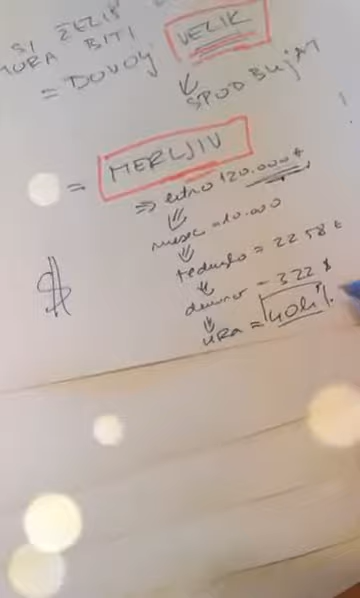 SI ŽELIŠ
MORA BITI
= DOVOLJ VELIK
SPODBUJAT
= MERLJIV
⇒ letno 120.000 $
mesec = 10.000
tedensko = 2258 $
dnevno = 322 $
URA = 40
$